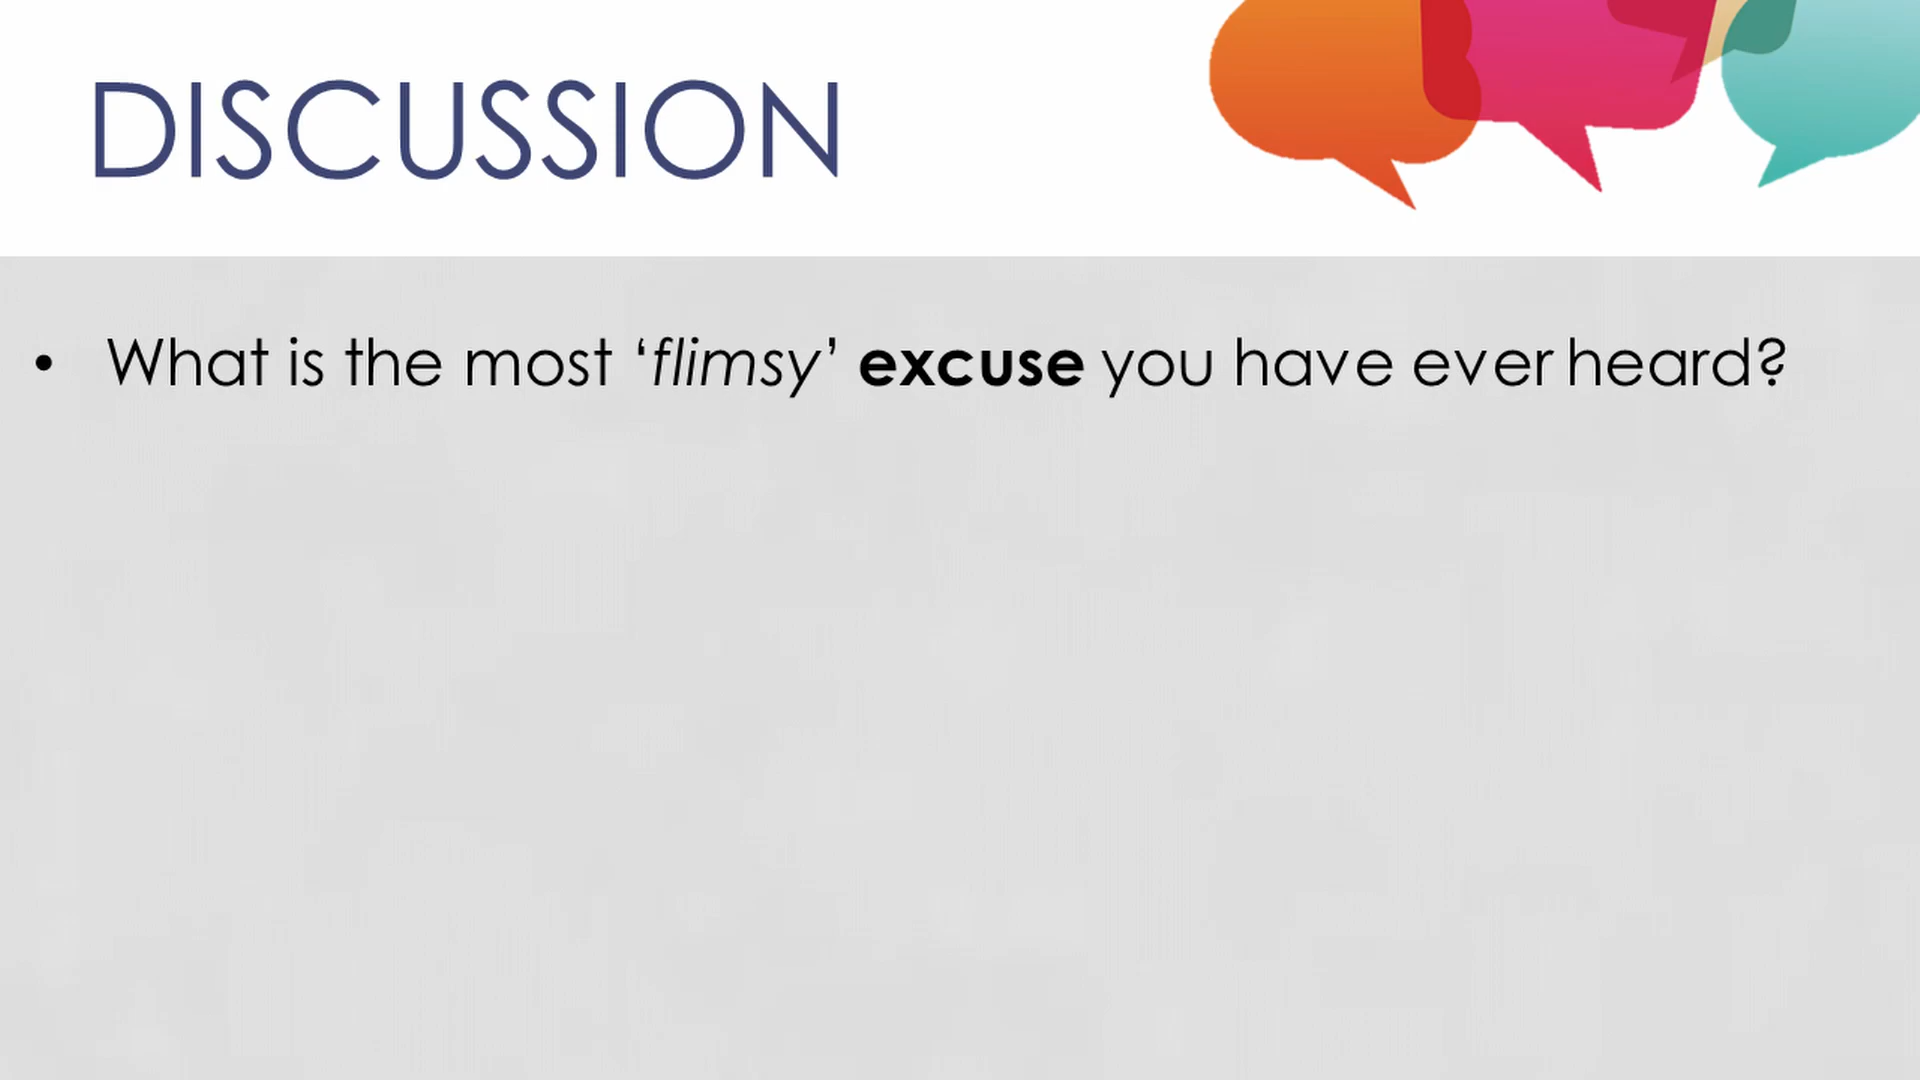 DISCUSSION
• What is the most ‘flimsy’ excuse you have ever heard?